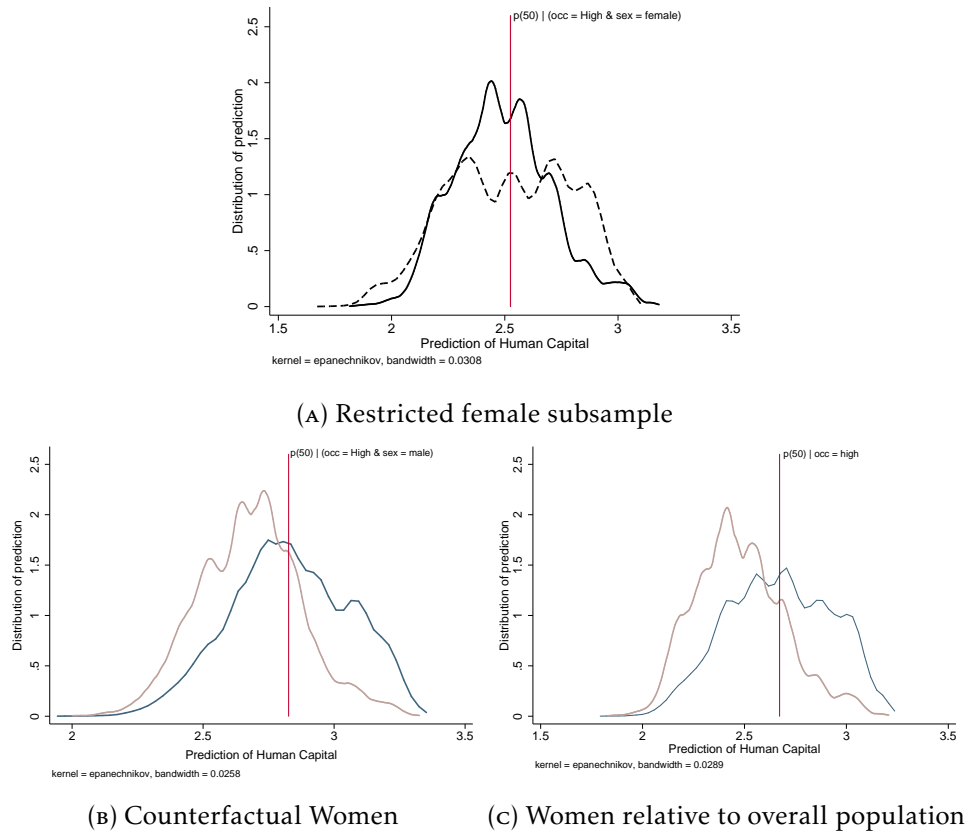 p(50) | (occ = High & sex = female)
Distribution of prediction
2.5
2
1.5
1
.5
0
1.5 2 2.5 3 3.5
Prediction of Human Capital
kernel = epanechnikov, bandwidth = 0.0308
(A) Restricted female subsample
p(50) | (occ = High & sex = male)
Distribution of prediction
2.5
2
1.5
1
.5
0
2 2.5 3 3.5
Prediction of Human Capital
kernel = epanechnikov, bandwidth = 0.0258
(B) Counterfactual Women
p(50) | occ = high
Distribution of prediction
2.5
2
1.5
1
.5
0
1.5 2 2.5 3 3.5
Prediction of Human Capital
kernel = epanechnikov, bandwidth = 0.0289
(C) Women relative to overall population